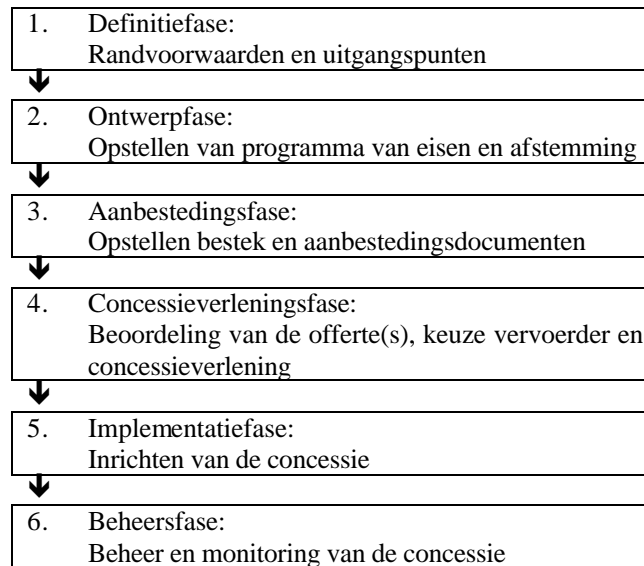 1. Definitiefase:
Randvoorwaarden en uitgangspunten
2. Ontwerpfase:
Opstellen van programma van eisen en afstemming
3. Aanbestedingsfase:
Opstellen bestek en aanbestedingsdocumenten
4. Concessieverleningsfase:
Beoordeling van de offerte(s), keuze vervoerder en
concessieverlening
5. Implementatiefase:
Inrichten van de concessie
6. Beheersfase:
Beheer en monitoring van de concessie